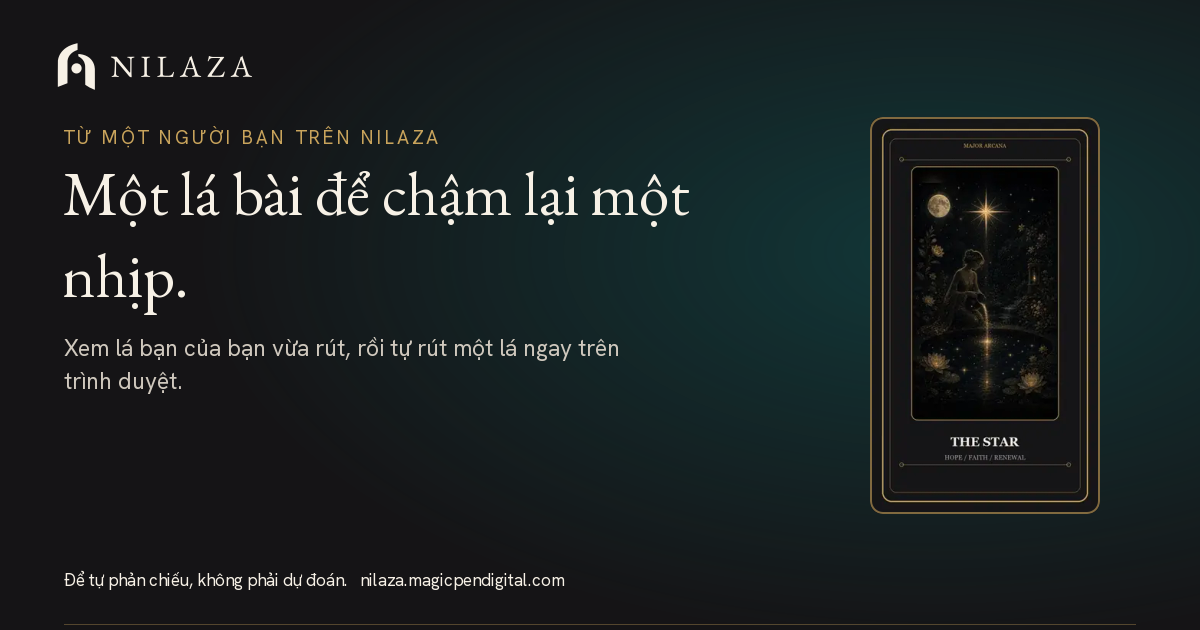 NILAZA
TỪ MỘT NGƯỜI BẠN TRÊN NILAZA
Một lá bài để chậm lại một
nhịp.
Xem lá bạn của bạn vừa rút, rồi tự rút một lá ngay trên
trình duyệt.
MAJOR ARCANA
THE STAR
HOPE / FAITH / RENEWAL
Để tự phản chiếu, không phải dự đoán. nilaza.magicpendigital.com